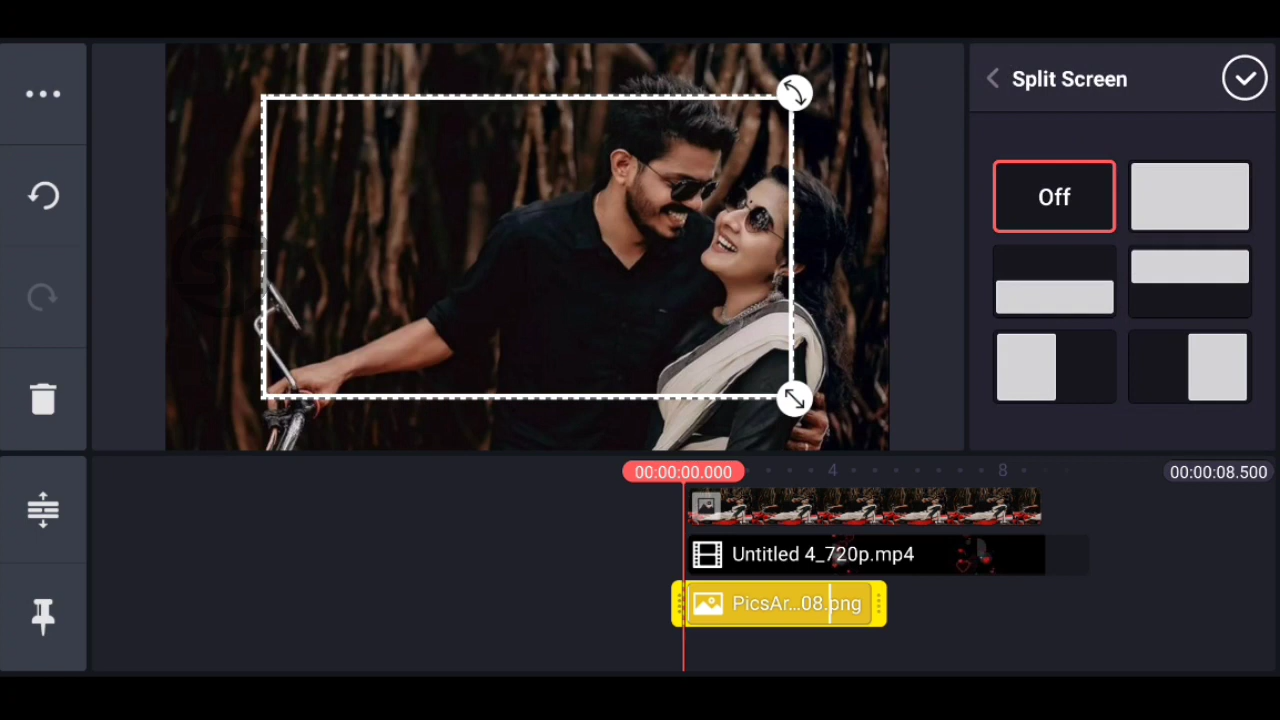 Split Screen
Off
00:00:00.000
4
8
00:00:08.500
Untitled 4_720p.mp4
PicsAr...08.png